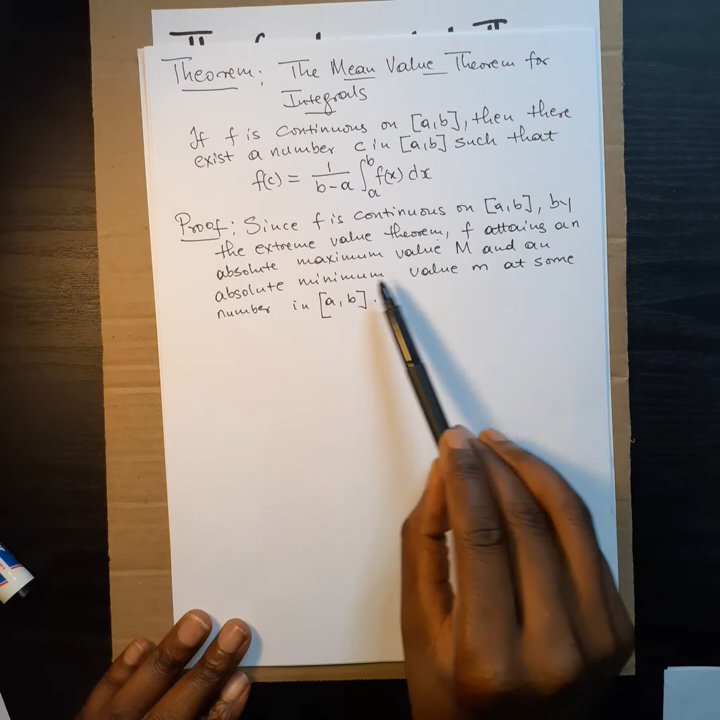 Theorem: The Mean Value Theorem for
Integrals
If f is continuous on [a,b], then there
exist a number c in [a,b] such that
f(c) = 1/(b-a) ∫_a^b f(x) dx
Proof: Since f is continuous on [a,b], by
the extreme value theorem, f attains an
absolute maximum value M and an
absolute minimum value m at some
number in [a,b].